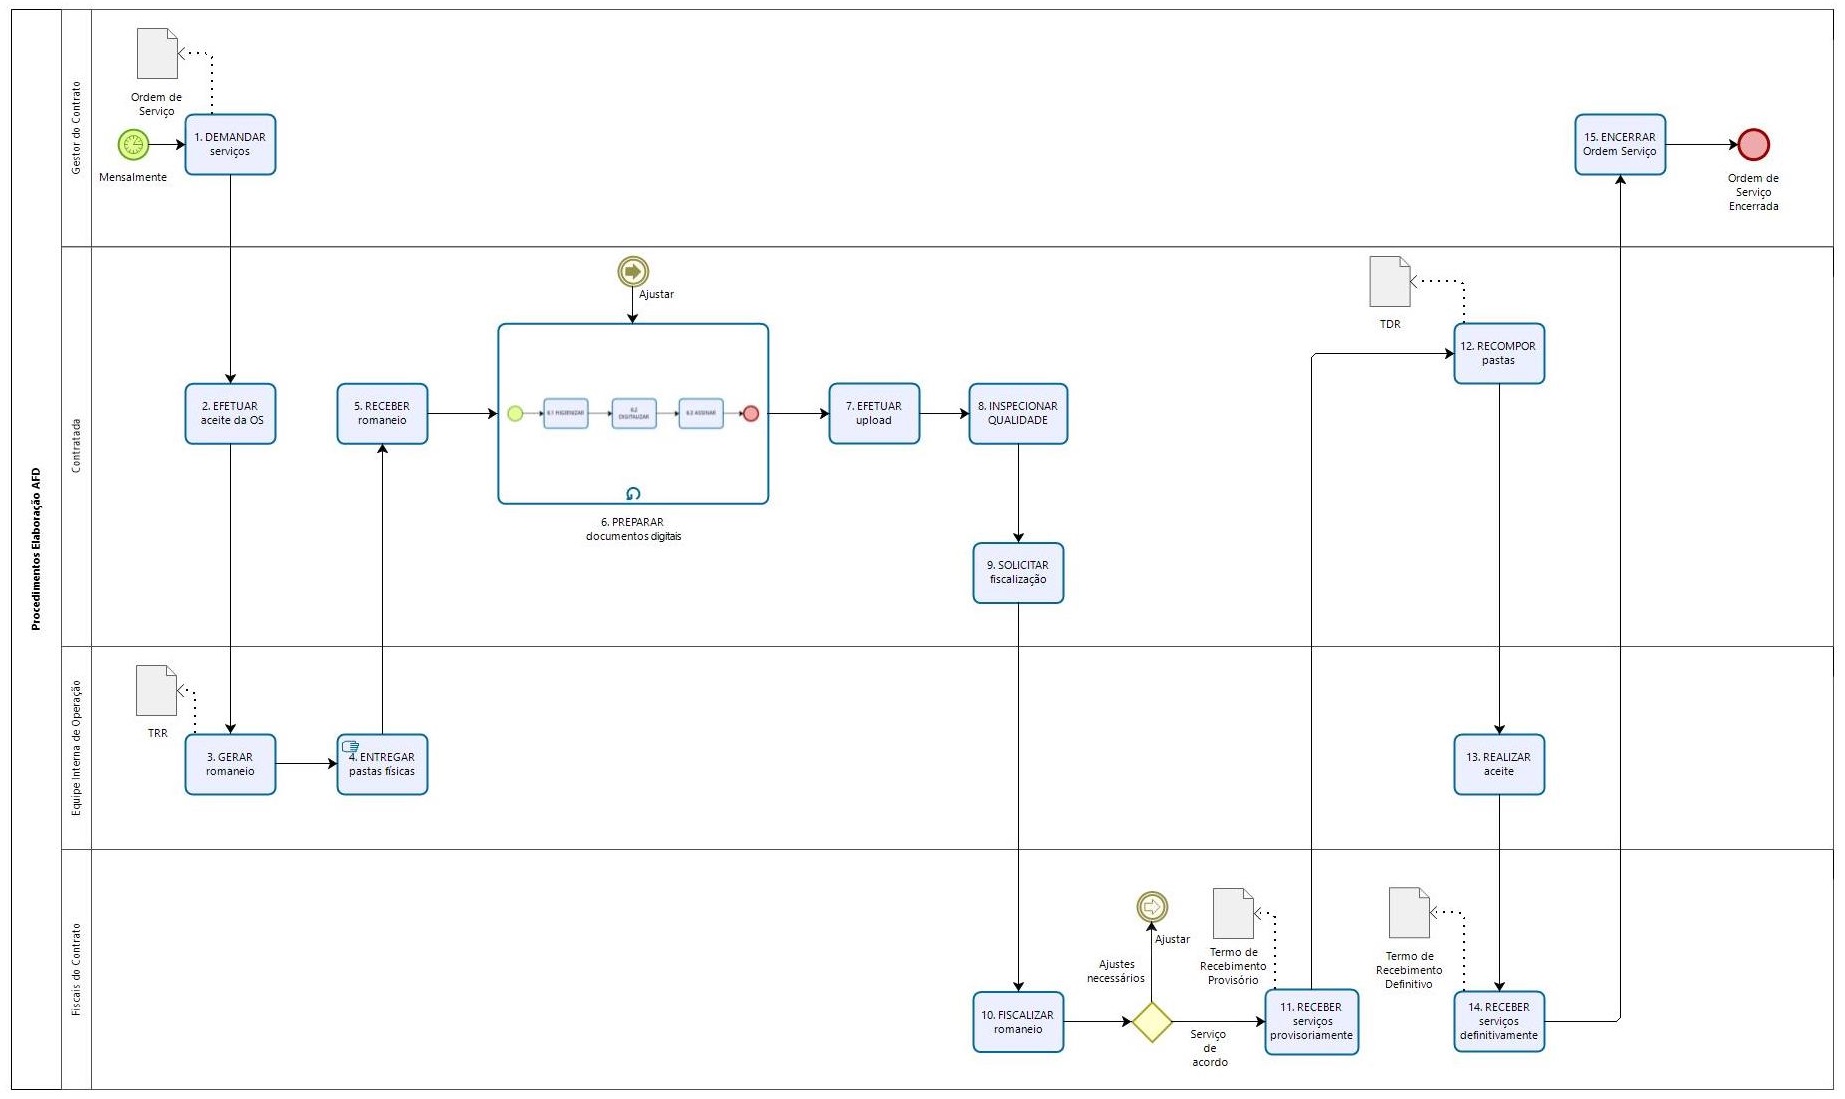 Procedimentos Elaboração AFD
Gestor do Contrato
Ordem de
Serviço
Mensalmente
1. DEMANDAR
serviços
15. ENCERRAR
Ordem Serviço
Ordem de
Serviço
Encerrada
Contratada
2. EFETUAR
aceite da OS
5. RECEBER
romaneio
Ajustar
6.1 HIGIENIZAR
6.2
DIGITALIZAR
6.3 ASSINAR
6. PREPARAR
documentos digitais
7. EFETUAR
upload
8. INSPECIONAR
QUALIDADE
9. SOLICITAR
fiscalização
TDR
12. RECOMPOR
pastas
Equipe Interna de Operação
TRR
3. GERAR
romaneio
4. ENTREGAR
pastas físicas
13. REALIZAR
aceite
Fiscais do Contrato
10. FISCALIZAR
romaneio
Ajustes
necessários
Ajustar
Serviço
de
acordo
Termo de
Recebimento
Provisório
11. RECEBER
serviços
provisoriamente
Termo de
Recebimento
Definitivo
14. RECEBER
serviços
definitivamente